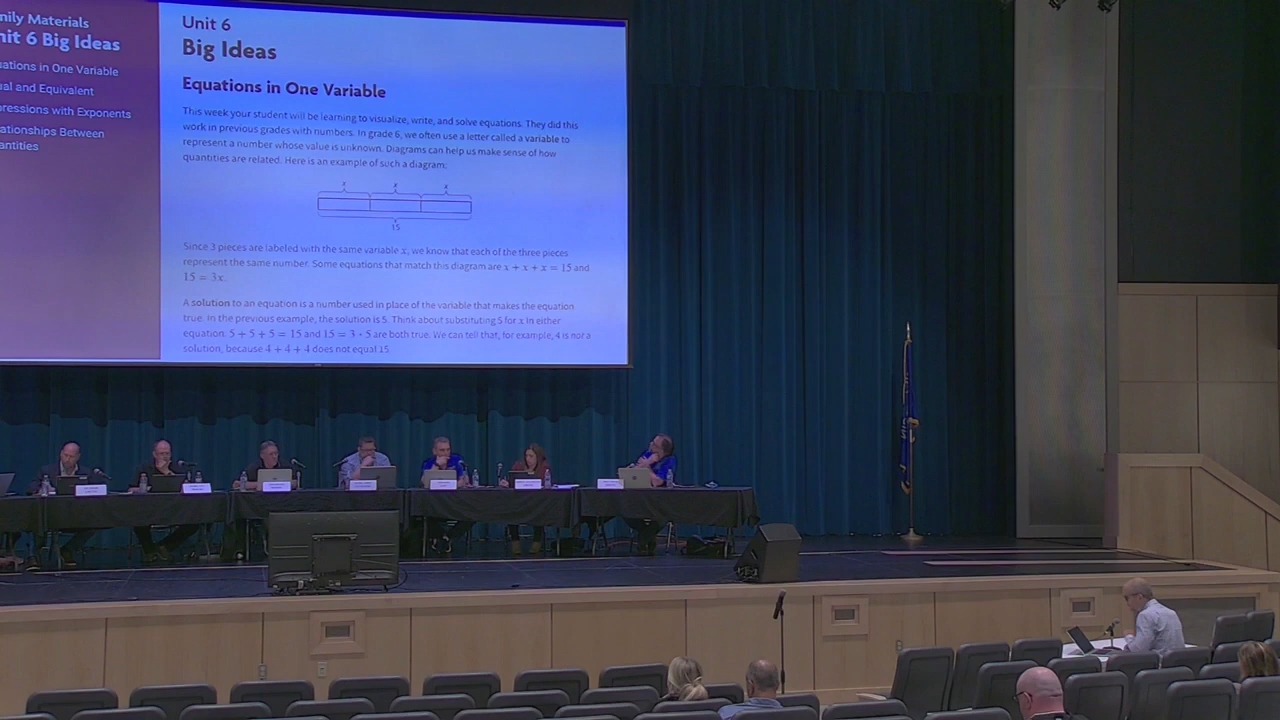 nily Materials
nit 6 Big Ideas
uations in One Variable
ual and Equivalent
pressions with Exponents
ationships Between
antities
Unit 6
Big Ideas
Equations in One Variable
This week your student will be learning to visualize, write, and solve equations. They did this
work in previous grades with numbers. In grade 6, we often use a letter called a variable to
represent a number whose value is unknown. Diagrams can help us make sense of how
quantities are related. Here is an example of such a diagram:
x x x
15
Since 3 pieces are labeled with the same variable x, we know that each of the three pieces
represent the same number. Some equations that match this diagram are x + x + x = 15 and
15 = 3x.
A solution to an equation is a number used in place of the variable that makes the equation
true. In the previous example, the solution is 5. Think about substituting 5 for x in either
equation: 5 + 5 + 5 = 15 and 15 = 3 · 5 are both true. We can tell that, for example, 4 is not a
solution, because 4 + 4 + 4 does not equal 15.